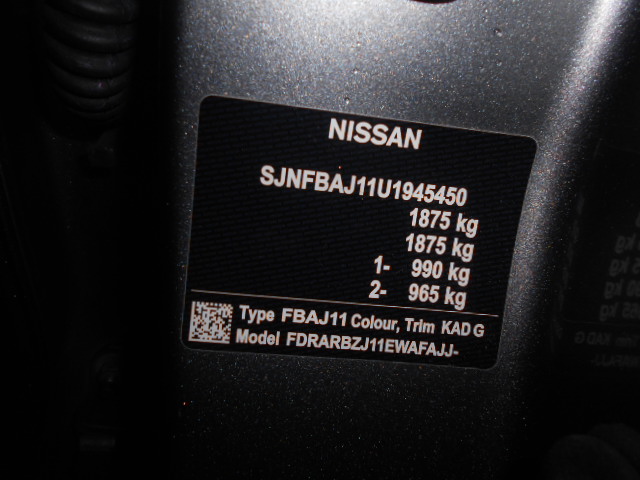 NISSAN
SJNFBAJ11U1945450
1875 kg
1875 kg
1- 990 kg
2- 965 kg
Type FBAJ11 Colour, Trim KAD G
Model FDRARBZJ11EWAFAJJ-